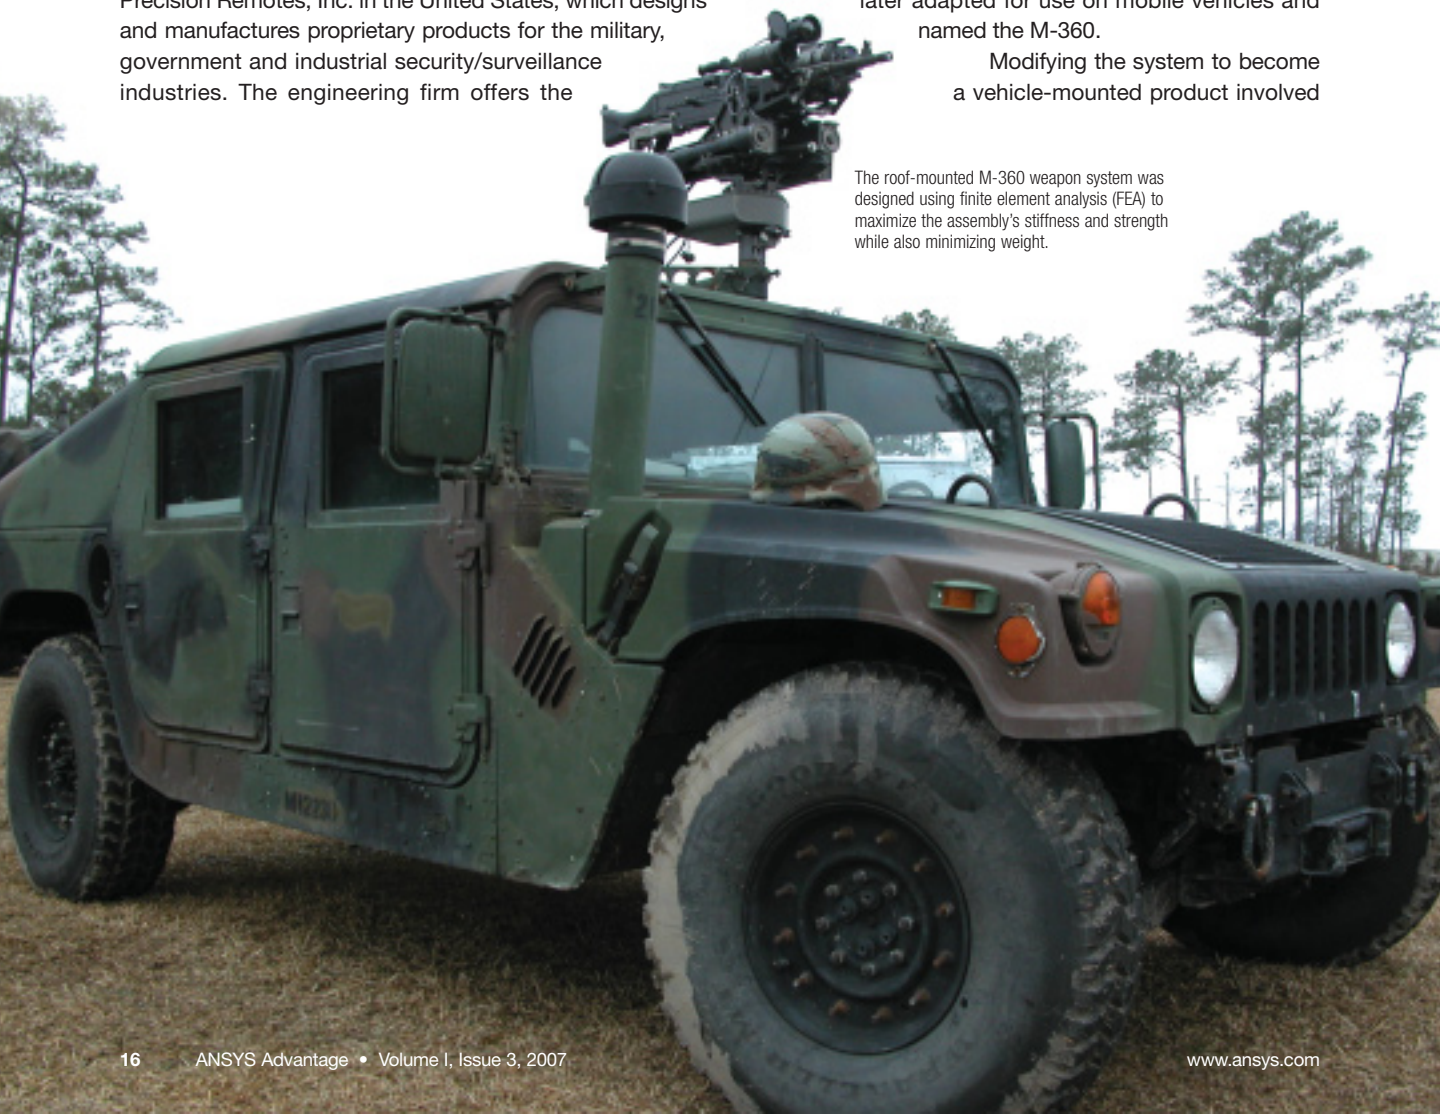 Precision Remotes, Inc. in the United States, which designs
and manufactures proprietary products for the military,
government and industrial security/surveillance
industries. The engineering firm offers the
later adapted for use on mobile vehicles and
named the M-360.
Modifying the system to become
a vehicle-mounted product involved
The roof-mounted M-360 weapon system was
designed using finite element analysis (FEA) to
maximize the assembly's stiffness and strength
while also minimizing weight.
16 ANSYS Advantage • Volume I, Issue 3, 2007
www.ansys.com